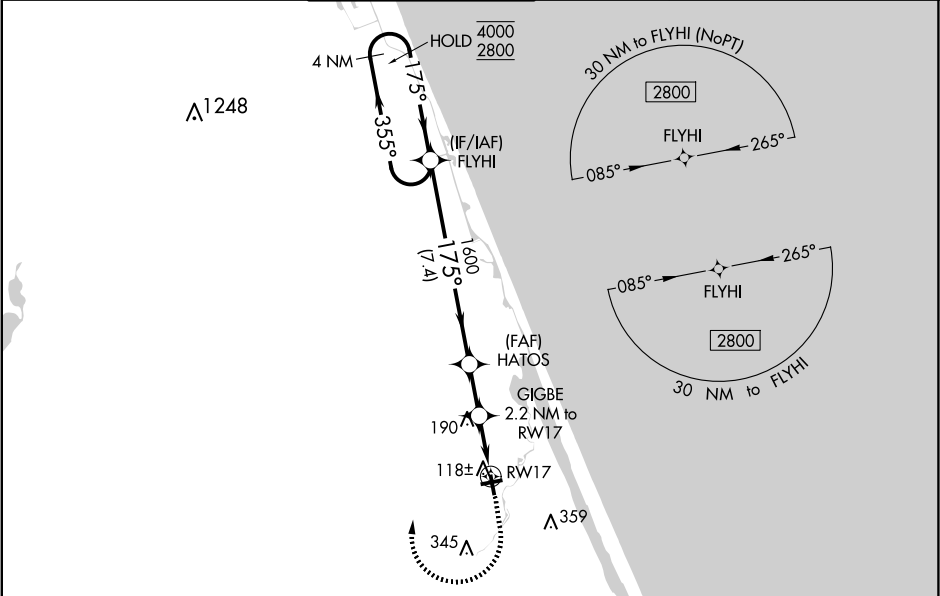 4000
HOLD 2800
4 NM
175°
355°
1248
(IF/IAF)
FLYHI
1600
175°
(7.4)
(FAF)
HATOS
GIGBE
2.2 NM to
RW17
190
118±
RW17
345
359
30 NM to FLYHI (NoPT)
2800
FLYHI
085°
265°
085°
265°
FLYHI
2800
30 NM to FLYHI